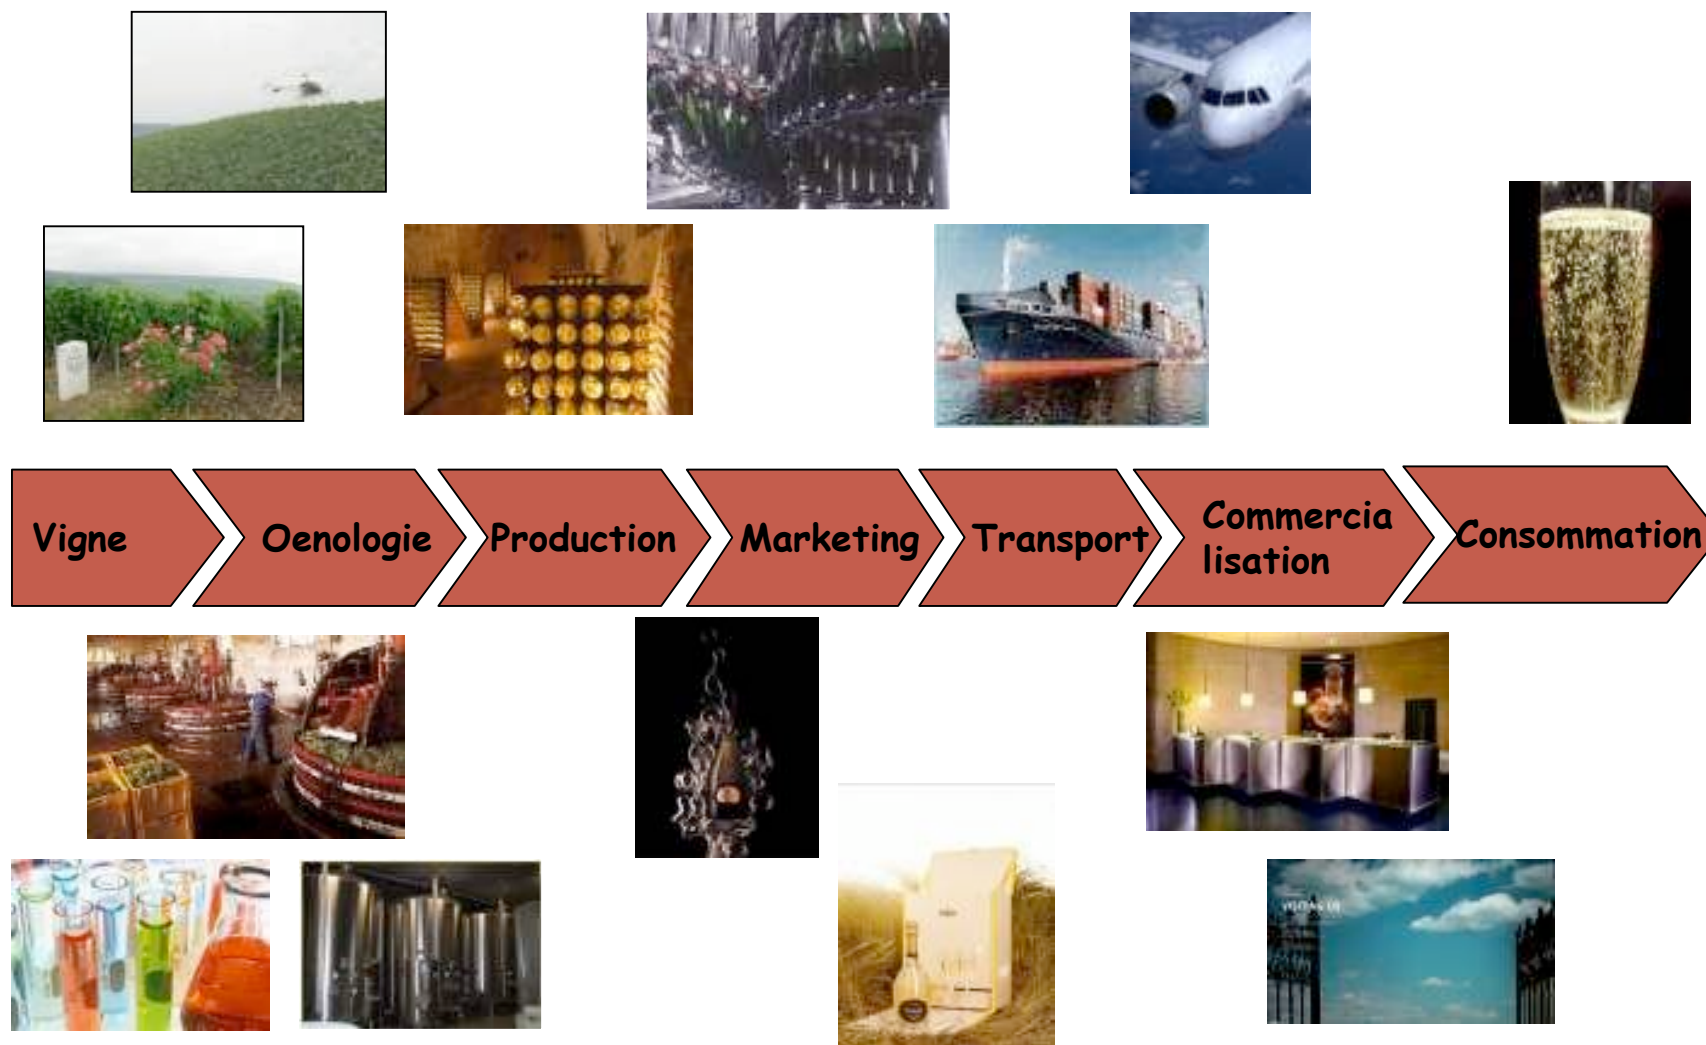 Vigne
Oenologie
Production
Marketing
Transport
Commercia
lisation
Consommation